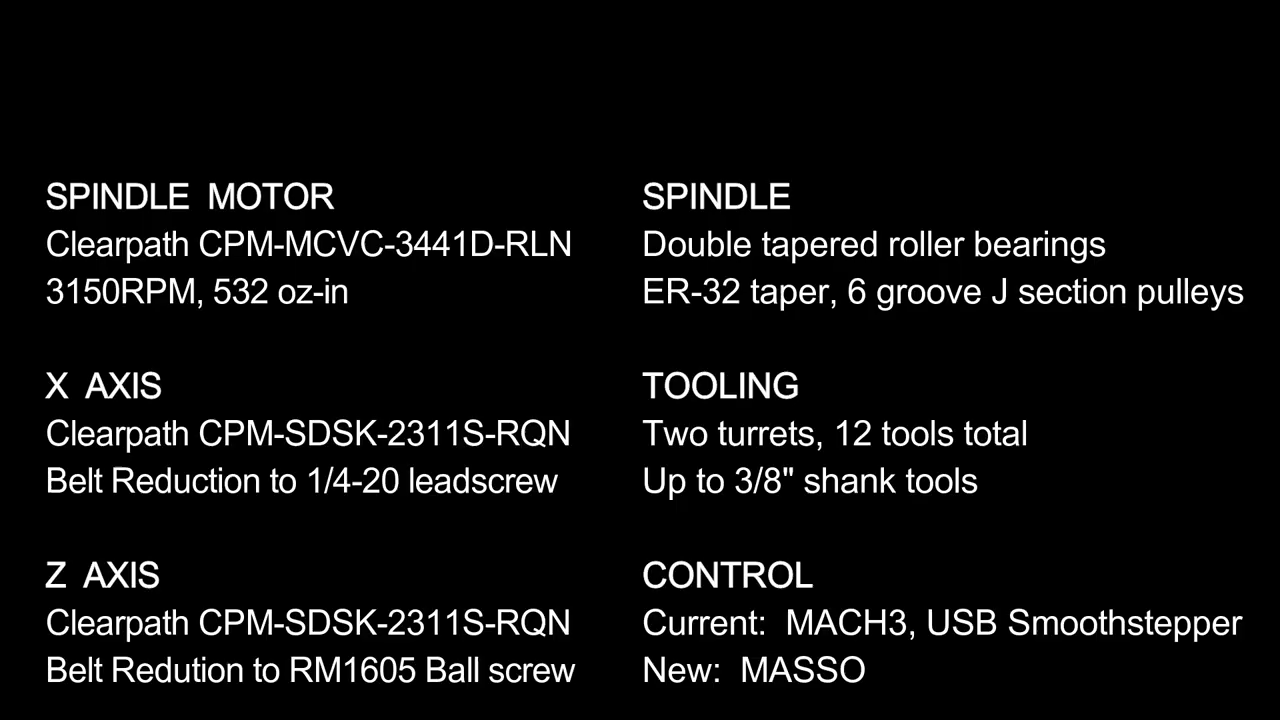 SPINDLE MOTOR
Clearpath CPM-MCVC-3441D-RLN
3150RPM, 532 oz-in
X AXIS
Clearpath CPM-SDSK-2311S-RQN
Belt Reduction to 1/4-20 leadscrew
Z AXIS
Clearpath CPM-SDSK-2311S-RQN
Belt Redution to RM1605 Ball screw
SPINDLE
Double tapered roller bearings
ER-32 taper, 6 groove J section pulleys
TOOLING
Two turrets, 12 tools total
Up to 3/8" shank tools
CONTROL
Current: MACH3, USB Smoothstepper
New: MASSO